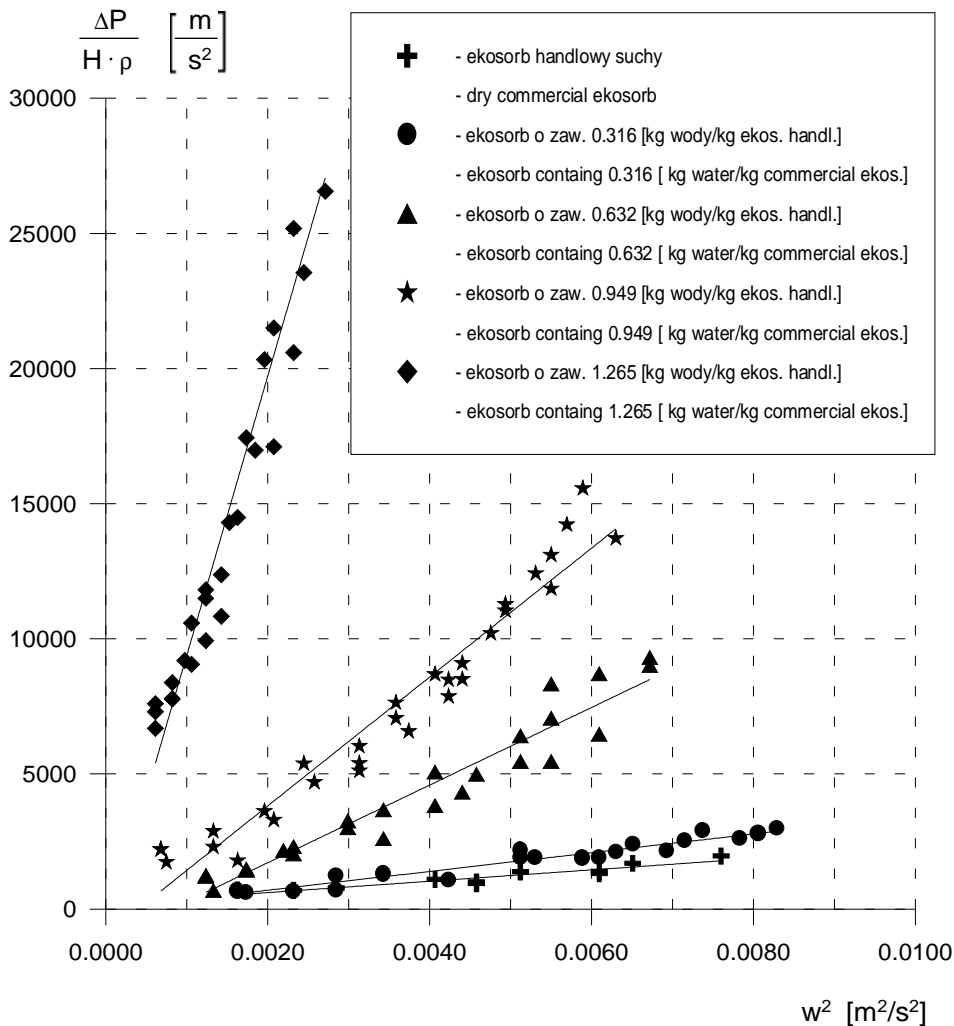 ΔP
H · ρ
[ m
s² ]
- ekosorb handlowy suchy
- dry commercial ekosorb
- ekosorb o zaw. 0.316 [kg wody/kg ekos. handl.]
- ekosorb containg 0.316 [ kg water/kg commercial ekos.]
- ekosorb o zaw. 0.632 [kg wody/kg ekos. handl.]
- ekosorb containg 0.632 [ kg water/kg commercial ekos.]
- ekosorb o zaw. 0.949 [kg wody/kg ekos. handl.]
- ekosorb containg 0.949 [ kg water/kg commercial ekos.]
- ekosorb o zaw. 1.265 [kg wody/kg ekos. handl.]
- ekosorb containg 1.265 [ kg water/kg commercial ekos.]
30000
25000
20000
15000
10000
5000
0
0.0000 0.0020 0.0040 0.0060 0.0080 0.0100
w² [m²/s²]